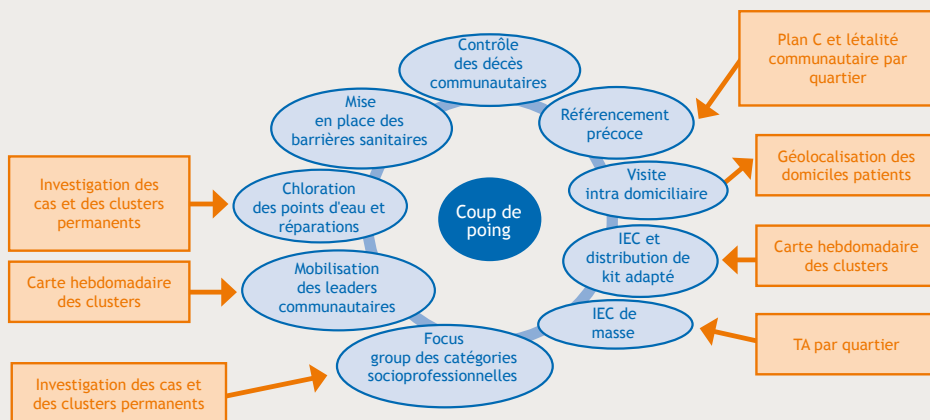 Contrôle
des décès
communautaires
Plan C et létalité
communautaire par
quartier
Mise
en place des
barrières sanitaires
Référencement
précoce
Géolocalisation des
domiciles patients
Investigation des
cas et des clusters
permanents
Chloration
des points d'eau et
réparations
Coup de
poing
Visite
intra domiciliaire
IEC et
distribution de
kit adapté
Carte hebdomadaire
des clusters
Carte hebdomadaire
des clusters
Mobilisation
des leaders
communautaires
IEC de
masse
TA par quartier
Focus
group des catégories
socioprofessionnelles
Investigation des cas et
des clusters permanents